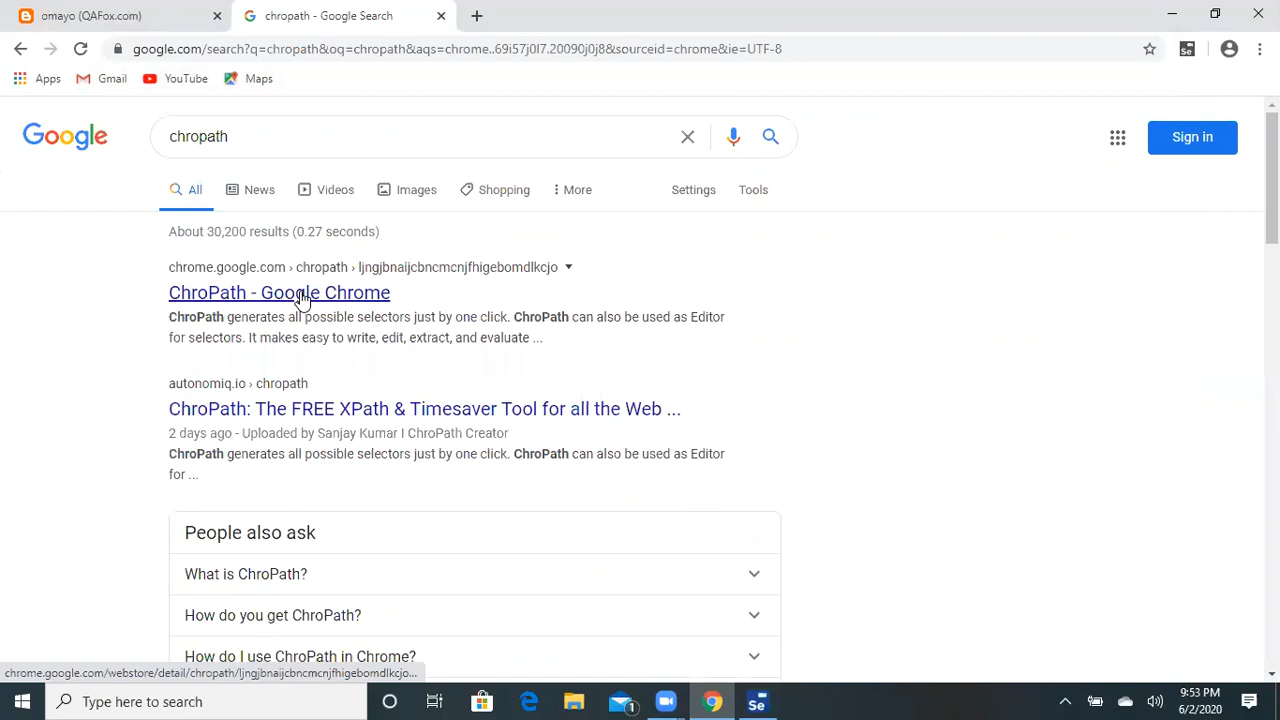 omayo (QAFox.com)
chropath - Google Search
google.com/search?q=chropath&oq=chropath&aqs=chrome..69i57j0l7.20090j0j8&sourceid=chrome&ie=UTF-8
Se
Apps
Gmail
YouTube
Maps
Google
chropath
Sign in
All
News
Videos
Images
Shopping
More
Settings
Tools
About 30,200 results (0.27 seconds)
chrome.google.com › chropath › ljngjbnaijcbncmcnjfhigebomdlkcjo
ChroPath - Google Chrome
ChroPath generates all possible selectors just by one click. ChroPath can also be used as Editor
for selectors. It makes easy to write, edit, extract, and evaluate ...
autonomiq.io › chropath
ChroPath: The FREE XPath & Timesaver Tool for all the Web ...
2 days ago - Uploaded by Sanjay Kumar I ChroPath Creator
ChroPath generates all possible selectors just by one click. ChroPath can also be used as Editor
for ...
People also ask
What is ChroPath?
How do you get ChroPath?
How do I use ChroPath in Chrome?
chrome.google.com/webstore/detail/chropath/ljngjbnaijcbncmcnjfhigebomdlkcjo...
Type here to search
1
Se
9:53 PM
6/2/2020